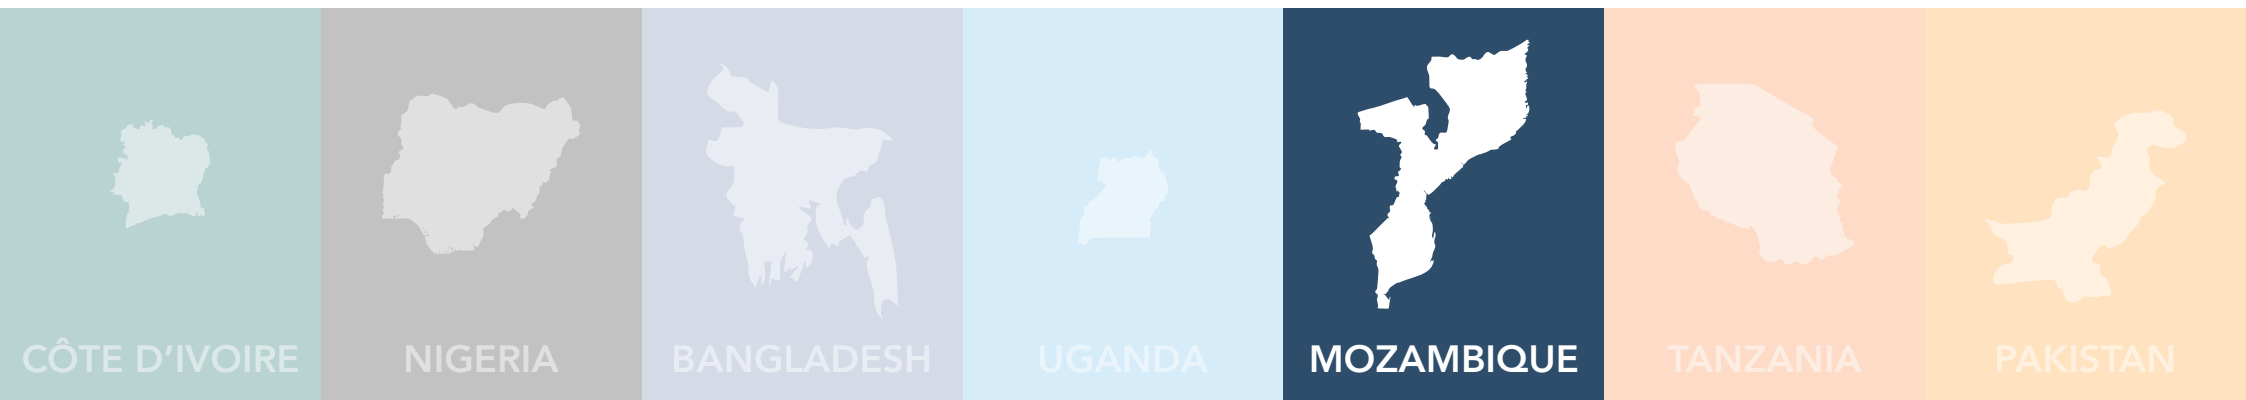 CÔTE D’IVOIRE
NIGERIA
BANGLADESH
UGANDA
MOZAMBIQUE
TANZANIA
PAKISTAN